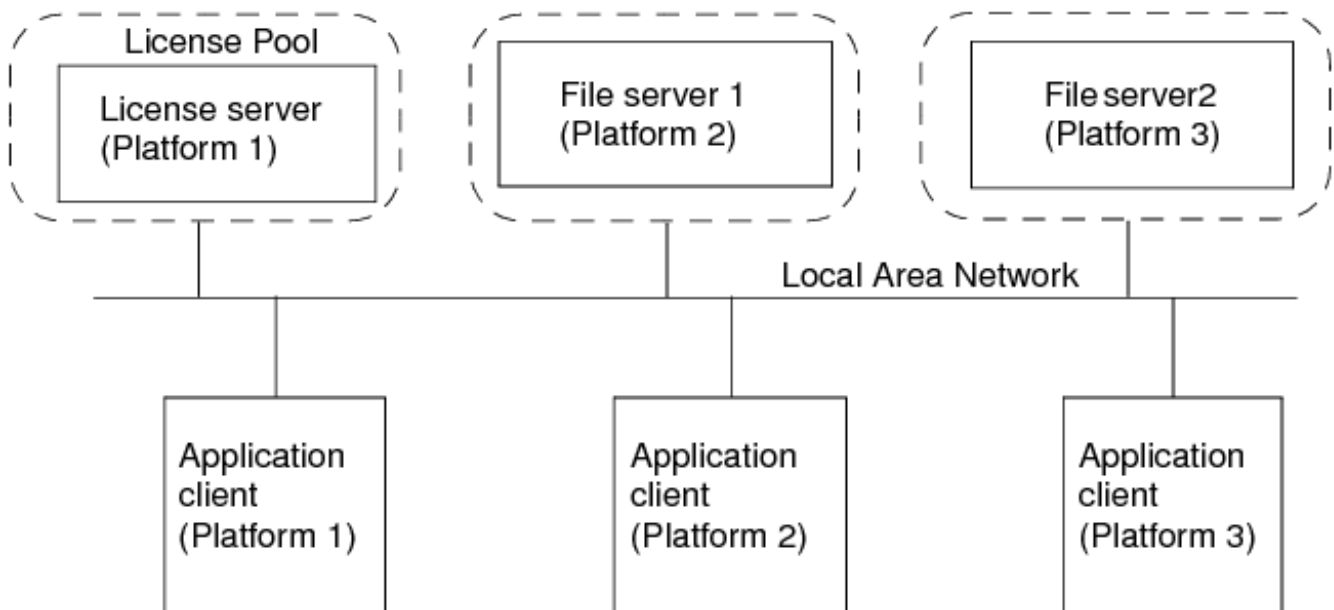 License Pool
License server
(Platform 1)
File server 1
(Platform 2)
File server2
(Platform 3)
Local Area Network
Application
client
(Platform 1)
Application
client
(Platform 2)
Application
client
(Platform 3)